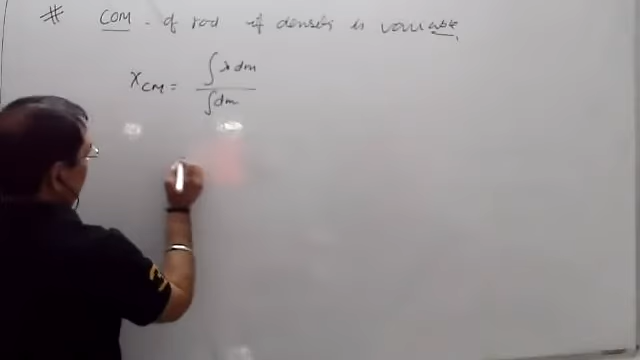 # COM - of rod if density is variable.
X_CM = ∫x dm / ∫dm